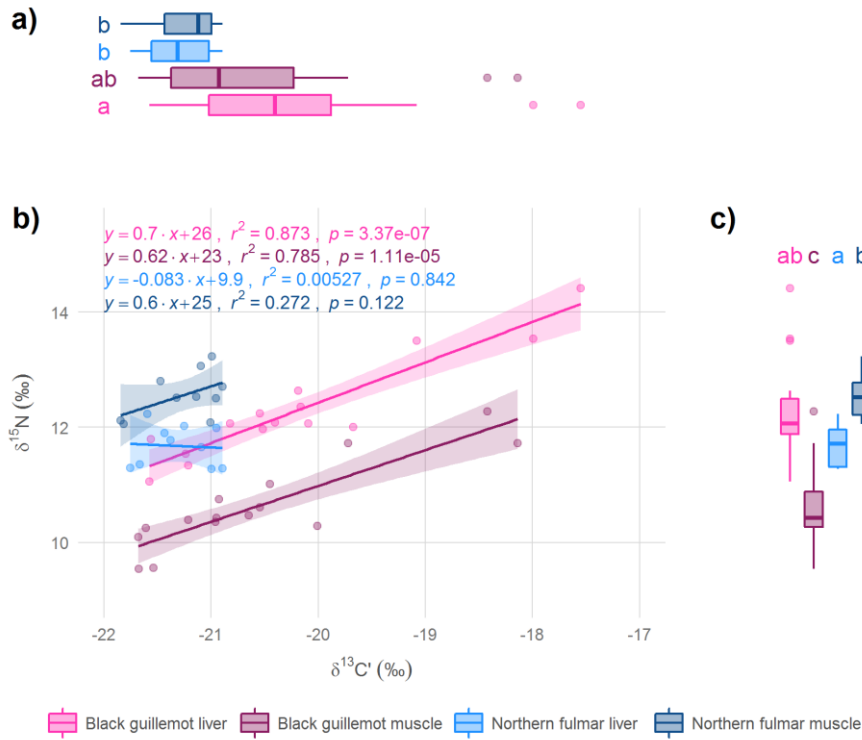 a)
b
b
ab
a
b)
c)
y = 0.7 · x+26 , r² = 0.873 , p = 3.37e-07
y = 0.62 · x+23 , r² = 0.785 , p = 1.11e-05
y = -0.083 · x+9.9 , r² = 0.00527 , p = 0.842
y = 0.6 · x+25 , r² = 0.272 , p = 0.122
ab c a b
14
12
10
δ¹⁵N (‰)
-22 -21 -20 -19 -18 -17
δ¹³C' (‰)
Black guillemot liver Black guillemot muscle Northern fulmar liver Northern fulmar muscle